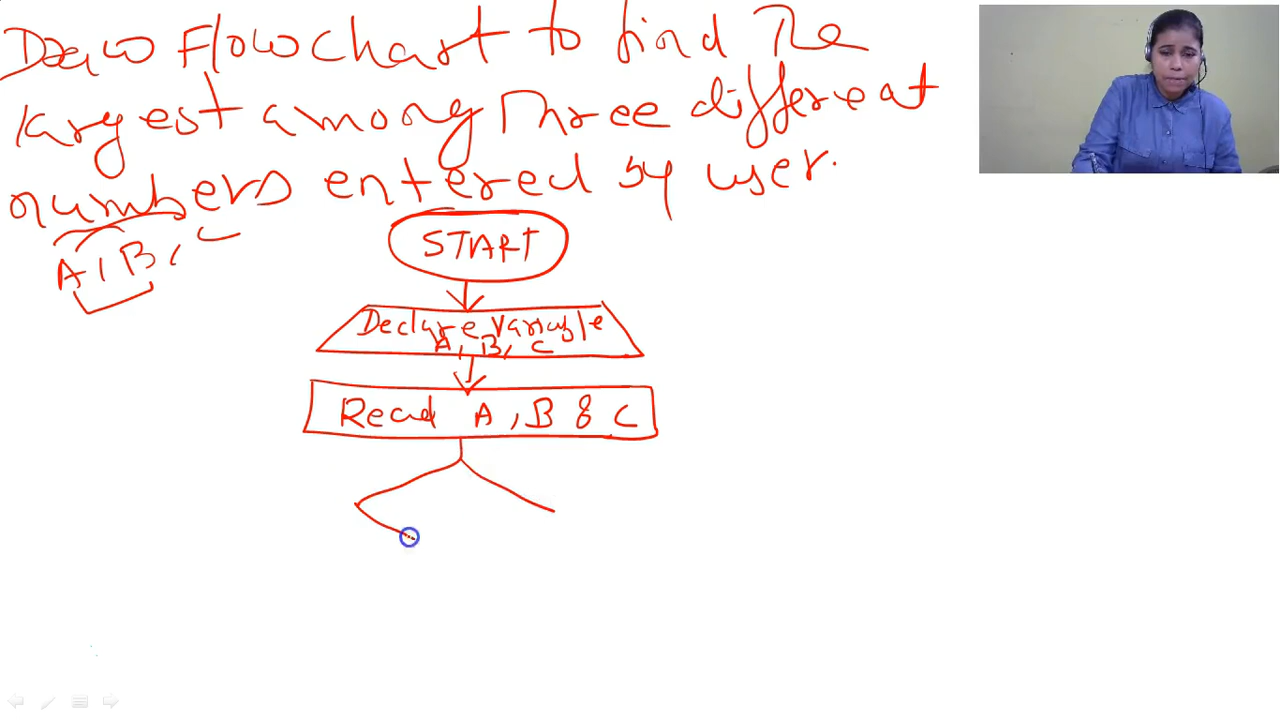 Draw Flowchart to find The
largest among Three different
numbers entered by user.
A, B, C
START
Declare Variable
A, B, C
Read A, B & C